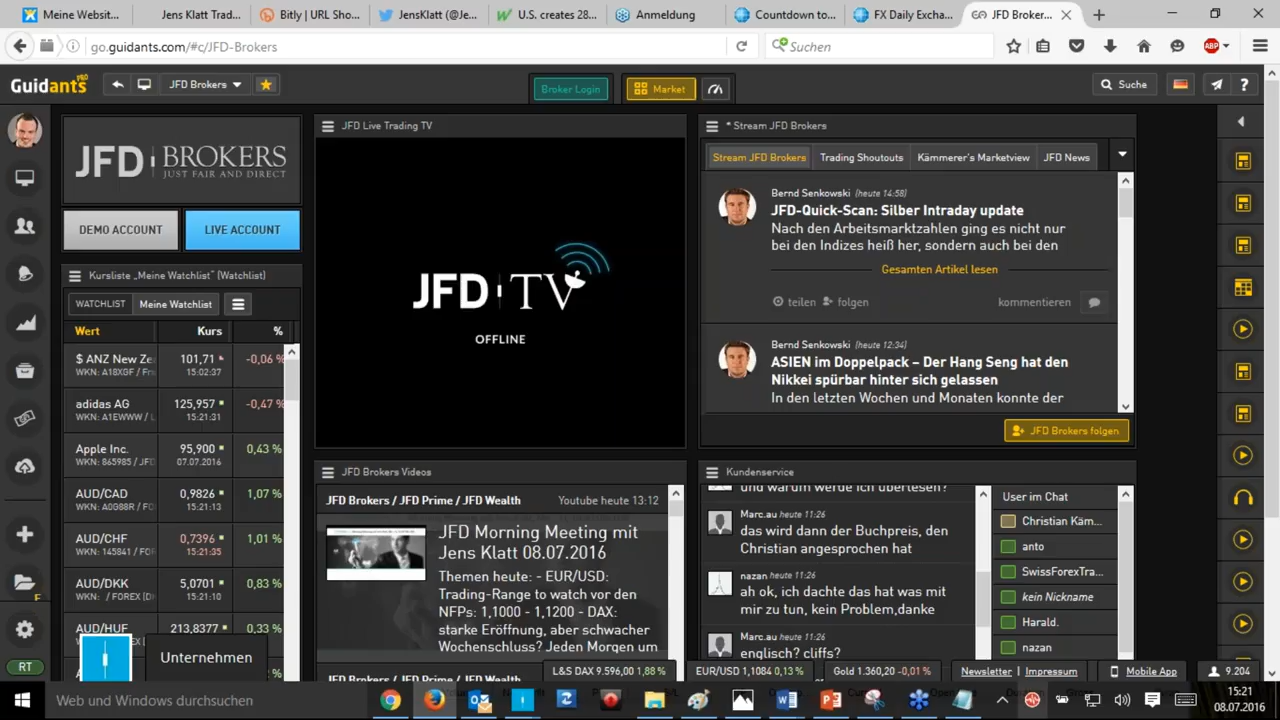 Meine Websit...
Jens Klatt Trad...
Bitly | URL Sho...
JensKlatt (@Je...
U.S. creates 28...
Anmeldung
Countdown to...
FX Daily Excha...
JFD Broker...
go.guidants.com/#c/JFD-Brokers
Suchen
ABP
Guidants PRO
JFD Brokers
Broker Login
Market
Suche
?
JFD BROKERS
JUST FAIR AND DIRECT
DEMO ACCOUNT
LIVE ACCOUNT
Kursliste „Meine Watchlist" (Watchlist)
WATCHLIST
Meine Watchlist
Wert Kurs %
$ ANZ New Ze. 101,71 -0,06 %
WKN: A18XGF / Fr 15:02:37
adidas AG 125,957 -0,47 %
WKN: A1EWWW / L 15:21:31
Apple Inc. 95,900 0,43 %
WKN: 865985 / JFD 07.07.2016
AUD/CAD 0,9826 1,07 %
WKN: A0GB8R / FO 15:21:13
AUD/CHF 0,7396 1,01 %
WKN: 145841 / FO 15:21:35
AUD/DKK 5,0701 0,83 %
WKN: / FOREX [D 15:21:10
AUD/HUF 213,8377 0,33 %
Unternehmen
RT
JFD Live Trading TV
JFD TV
OFFLINE
* Stream JFD Brokers
Stream JFD Brokers
Trading Shoutouts
Kämmerer's Marketview
JFD News
Bernd Senkowski (heute 14:58)
JFD-Quick-Scan: Silber Intraday update
Nach den Arbeitsmarktzahlen ging es nicht nur
bei den Indizes heiß her, sondern auch bei den
Gesamten Artikel lesen
teilen folgen kommentieren
Bernd Senkowski (heute 12:34)
ASIEN im Doppelpack – Der Hang Seng hat den
Nikkei spürbar hinter sich gelassen
In den letzten Wochen und Monaten konnte der
JFD Brokers folgen
JFD Brokers Videos
JFD Brokers / JFD Prime / JFD Wealth Youtube heute 13:12
JFD Morning Meeting mit
Jens Klatt 08.07.2016
Themen heute: - EUR/USD:
Trading-Range to watch vor den
NFPs: 1,1000 - 1,1200 - DAX:
starke Eröffnung, aber schwacher
Wochenschluss? Jeden Morgen um
JFD Brokers / JFD Prime / JFD Wealth
Kundenservice
und warum werde ich überlesen?
Marc.au heute 11:26
das wird dann der Buchpreis, den
Christian angesprochen hat
nazan heute 11:26
ah ok, ich dachte das hat was mit
mir zu tun, kein Problem,danke
Marc.au heute 11:26
englisch? cliffs?
User im Chat
Christian Käm...
anto
SwissForexTra...
kein Nickname
Harald.
nazan
L&S DAX 9.596,00 1,88 %
EUR/USD 1,1084 0,13 %
Gold 1.360,20 -0,01 %
Newsletter | Impressum
Mobile App
9.204
Web und Windows durchsuchen
15:21
08.07.2016